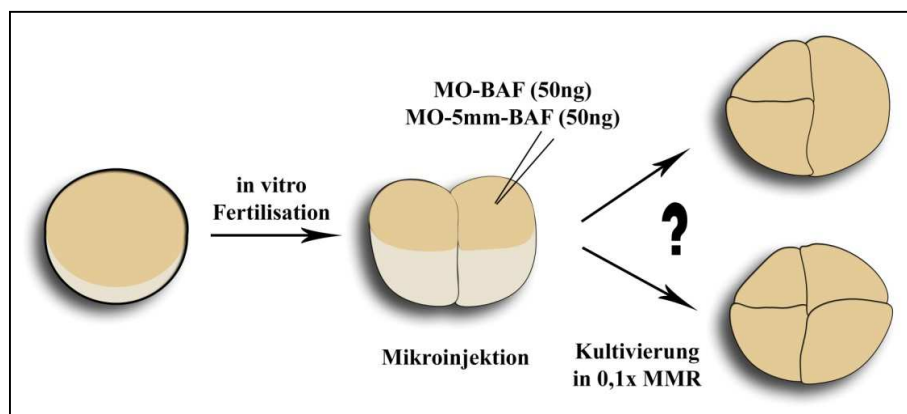 MO-BAF (50ng)
MO-5mm-BAF (50ng)
in vitro
Fertilisation
?
Mikroinjektion
Kultivierung
in 0,1x MMR